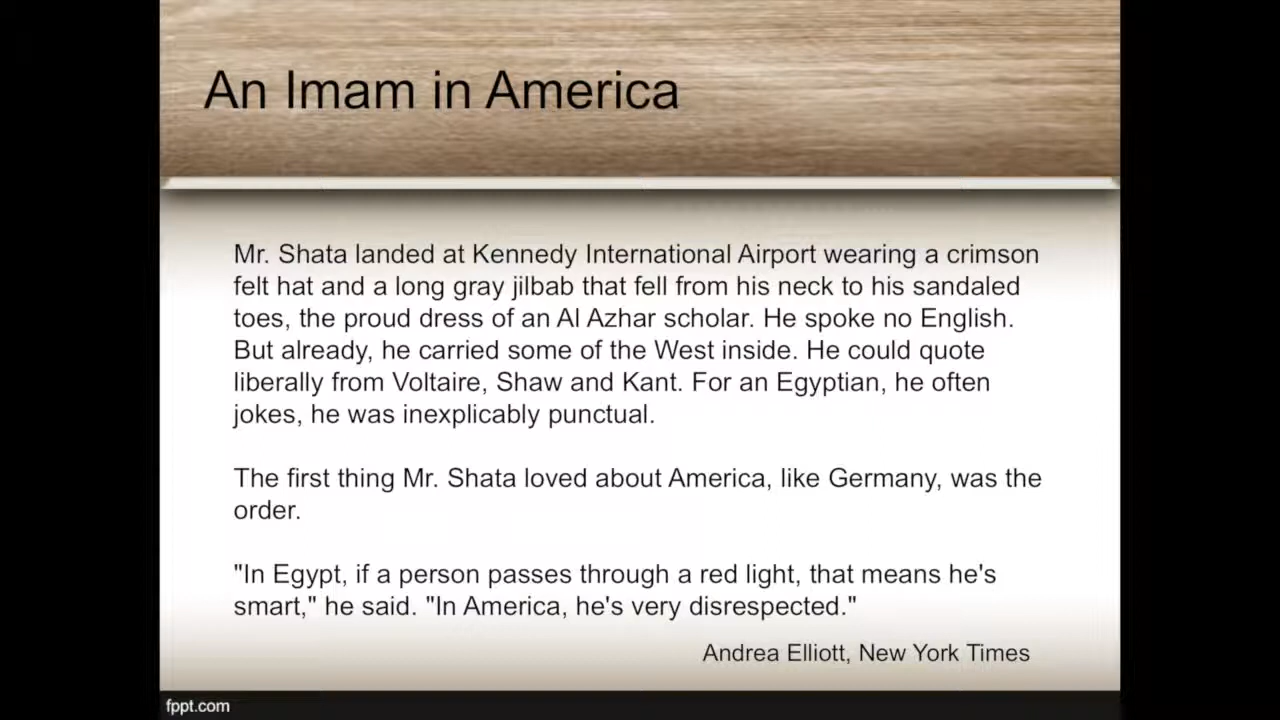 An Imam in America
Mr. Shata landed at Kennedy International Airport wearing a crimson
felt hat and a long gray jilbab that fell from his neck to his sandaled
toes, the proud dress of an Al Azhar scholar. He spoke no English.
But already, he carried some of the West inside. He could quote
liberally from Voltaire, Shaw and Kant. For an Egyptian, he often
jokes, he was inexplicably punctual.
The first thing Mr. Shata loved about America, like Germany, was the
order.
"In Egypt, if a person passes through a red light, that means he's
smart," he said. "In America, he's very disrespected."
Andrea Elliott, New York Times
fppt.com